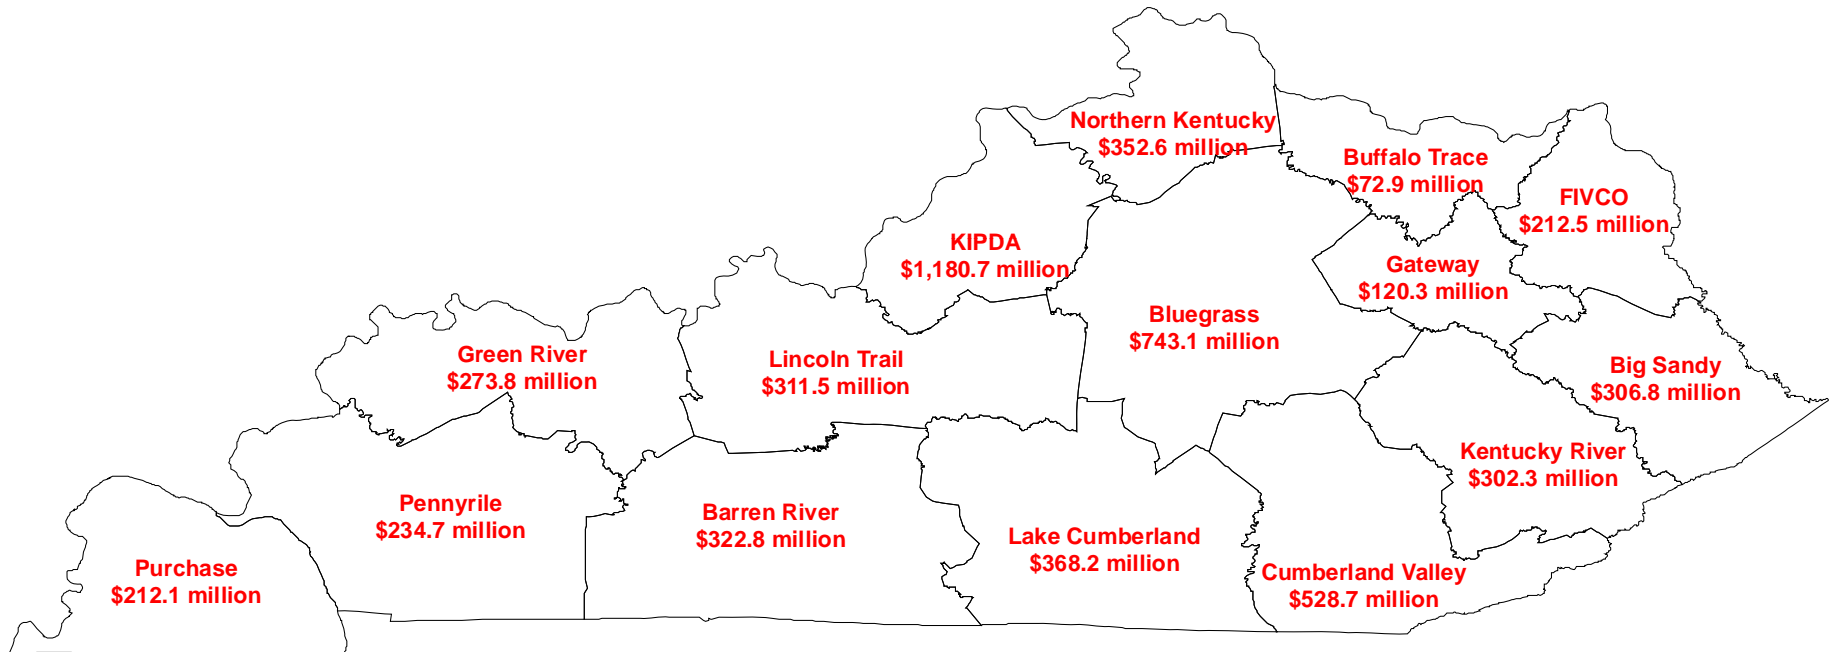 Northern Kentucky
$352.6 million
Buffalo Trace
$72.9 million
FIVCO
$212.5 million
KIPDA
$1,180.7 million
Gateway
$120.3 million
Bluegrass
$743.1 million
Green River
$273.8 million
Lincoln Trail
$311.5 million
Big Sandy
$306.8 million
Kentucky River
$302.3 million
Pennyrile
$234.7 million
Barren River
$322.8 million
Lake Cumberland
$368.2 million
Cumberland Valley
$528.7 million
Purchase
$212.1 million